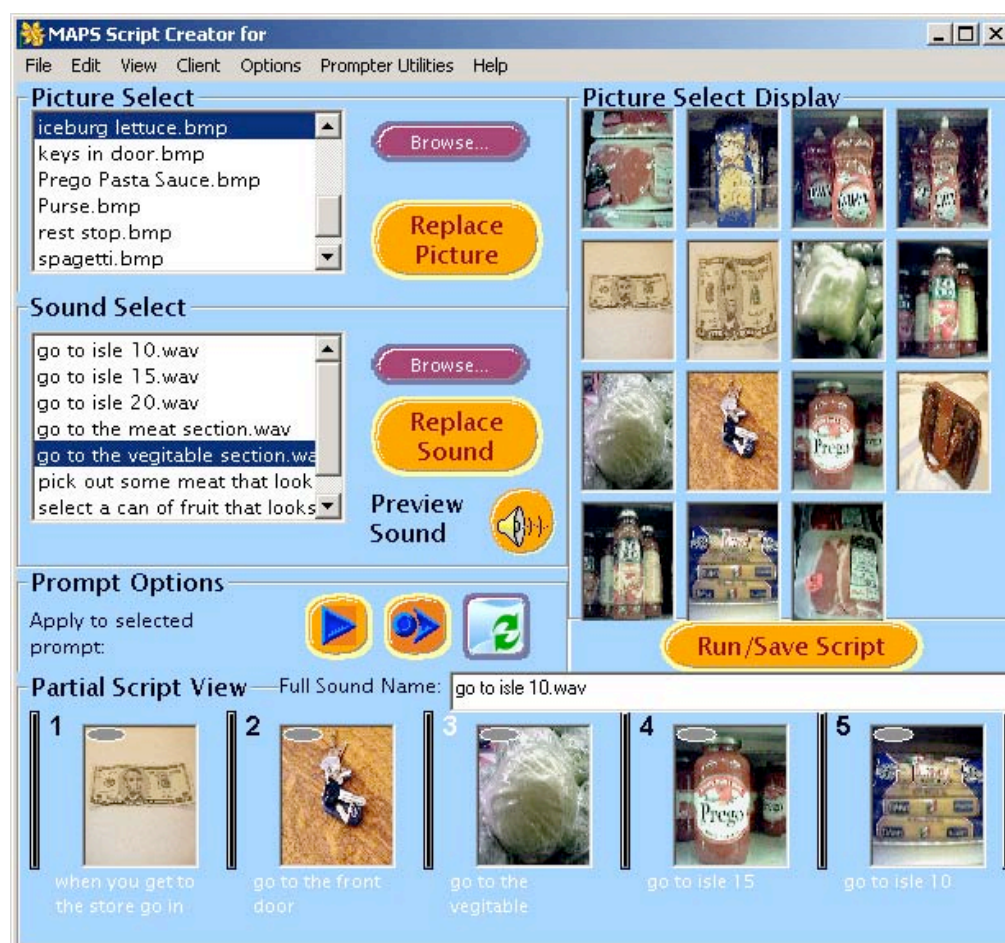 MAPS Script Creator for
File Edit View Client Options Prompter Utilities Help
Picture Select
iceburg lettuce.bmp
keys in door.bmp
Prego Pasta Sauce.bmp
Purse.bmp
rest stop.bmp
spagetti.bmp
Browse...
Replace
Picture
Picture Select Display
Prego
Sound Select
go to isle 10.wav
go to isle 15.wav
go to isle 20.wav
go to the meat section.wav
go to the vegitable section.wa
pick out some meat that look
select a can of fruit that looks
Browse...
Replace
Sound
Preview
Sound
Prompt Options
Apply to selected
prompt:
Run/Save Script
Partial Script View
Full Sound Name: go to isle 10.wav
1 2 3 4 5
Prego
when you get to
the store go in
go to the front
door
go to the
vegitable
go to isle 15
go to isle 10